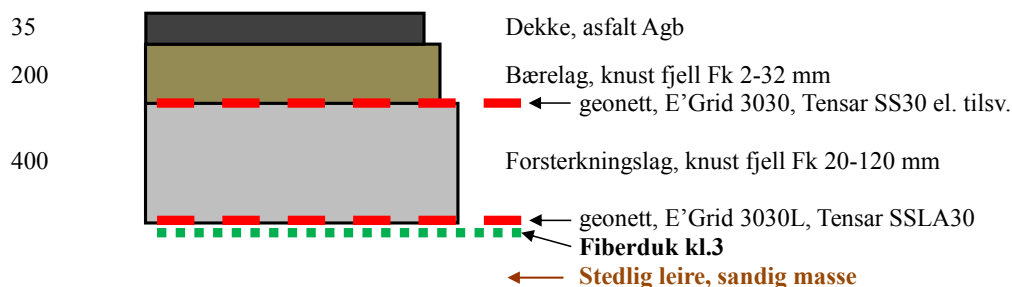 35 Dekke, asfalt Agb
200 Bærelag, knust fjell Fk 2-32 mm
geonett, E’Grid 3030, Tensar SS30 el. tilsv.
400 Forsterkningslag, knust fjell Fk 20-120 mm
geonett, E’Grid 3030L, Tensar SSLA30
Fiberduk kl.3
Stedlig leire, sandig masse